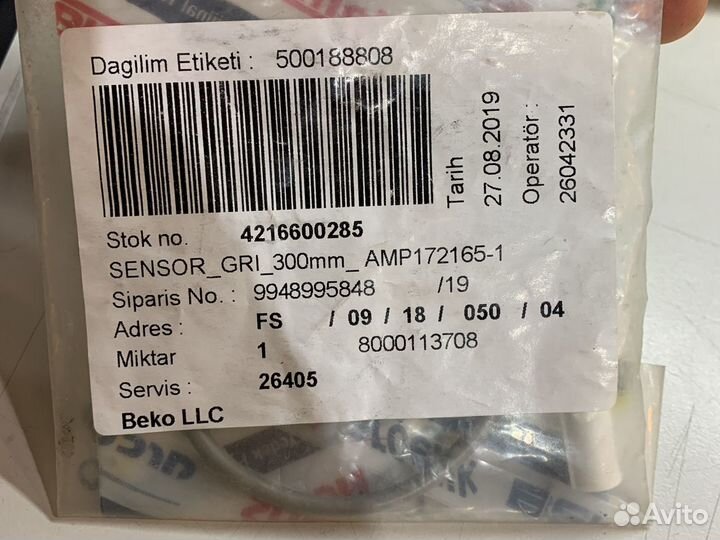 Dagilim Etiketi : 500188808
Tarih
27.08.2019
Operatör :
26042331
Stok no. 4216600285
SENSOR_GRI_300mm_ AMP172165-1
Siparis No. : 9948995848 /19
Adres : FS / 09 / 18 / 050 / 04
Miktar 1 8000113708
Servis : 26405
Beko LLC
Avito